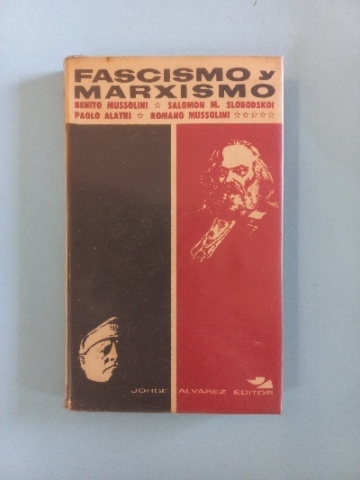 FASCISMO y
MARXISMO
BENITO MUSSOLINI ☆ SALOMON M. SLOBODSKOI
PAOLO ALATRI ☆ ROMANO MUSSOLINI ☆☆☆☆☆
JORGE ALVAREZ EDITOR